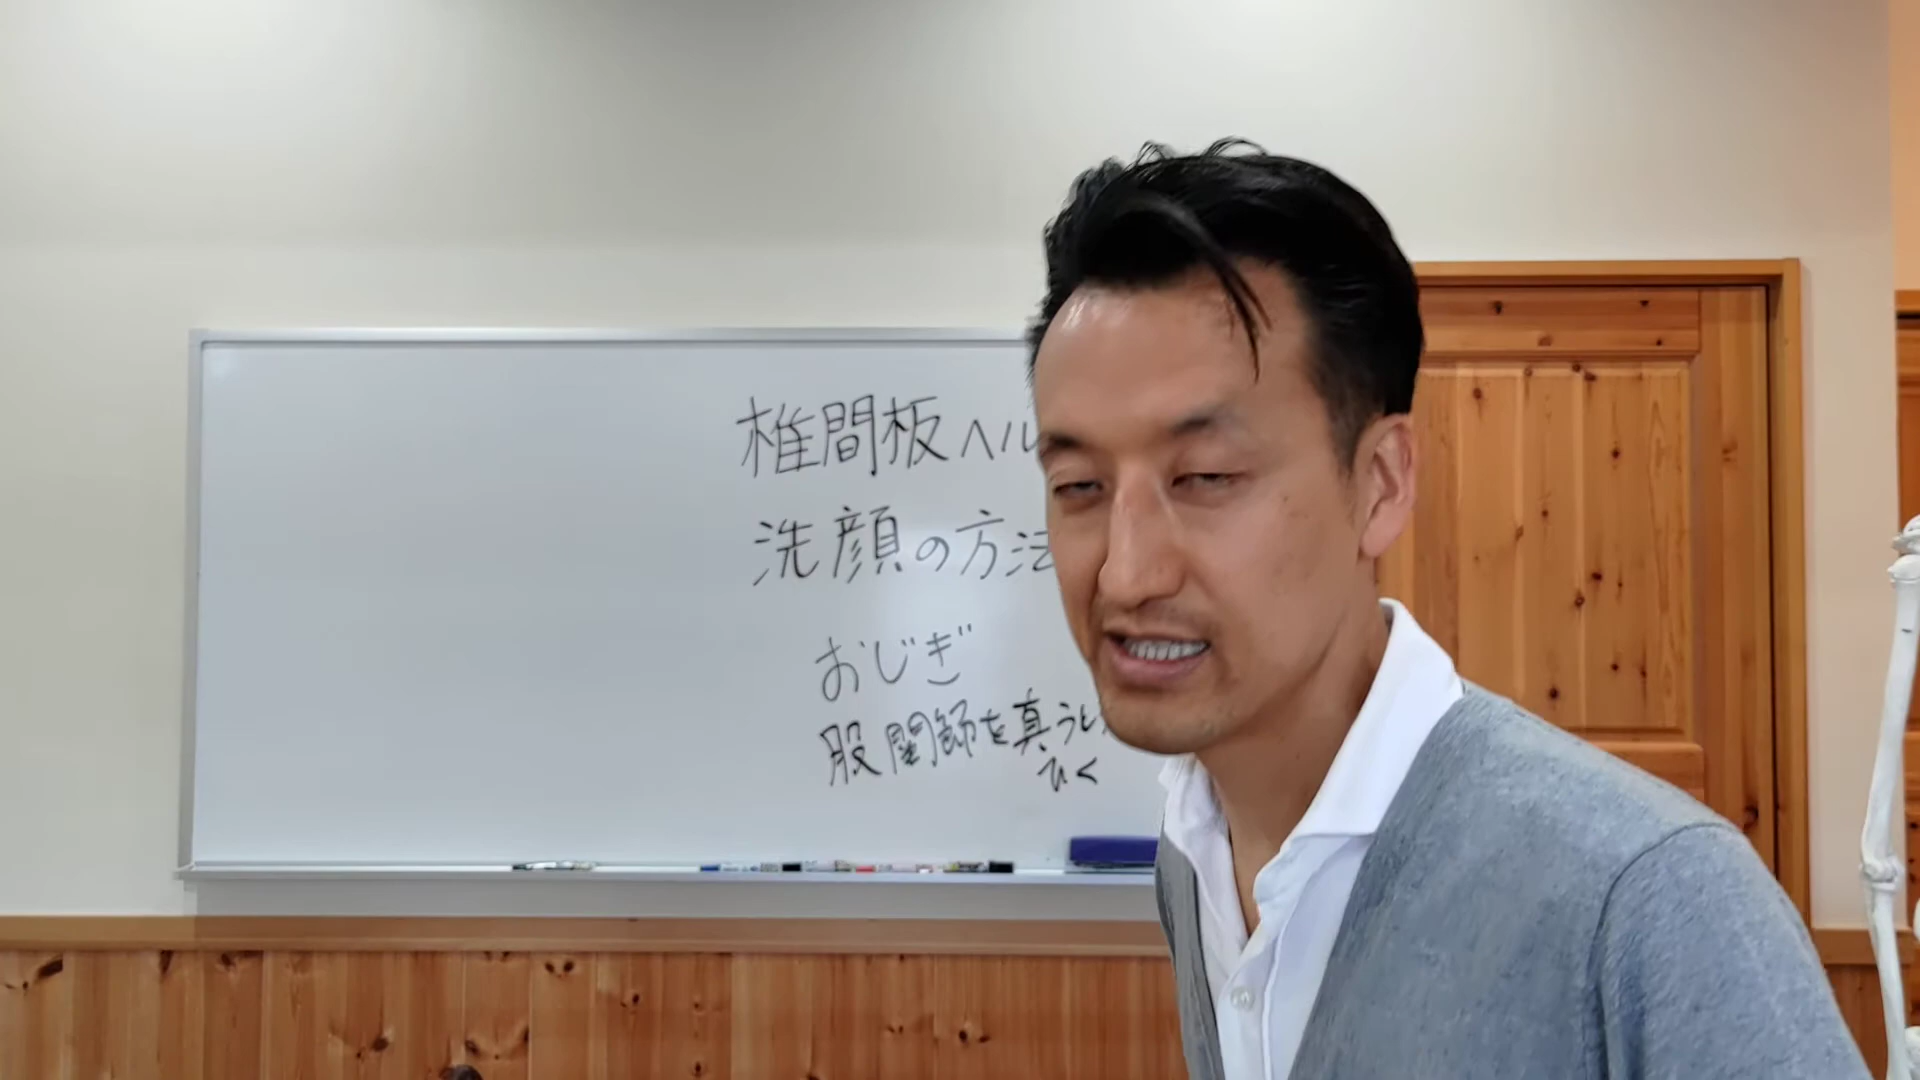 椎間板ヘル
洗顔の方法
おじぎ
股関節を真うし
ひく